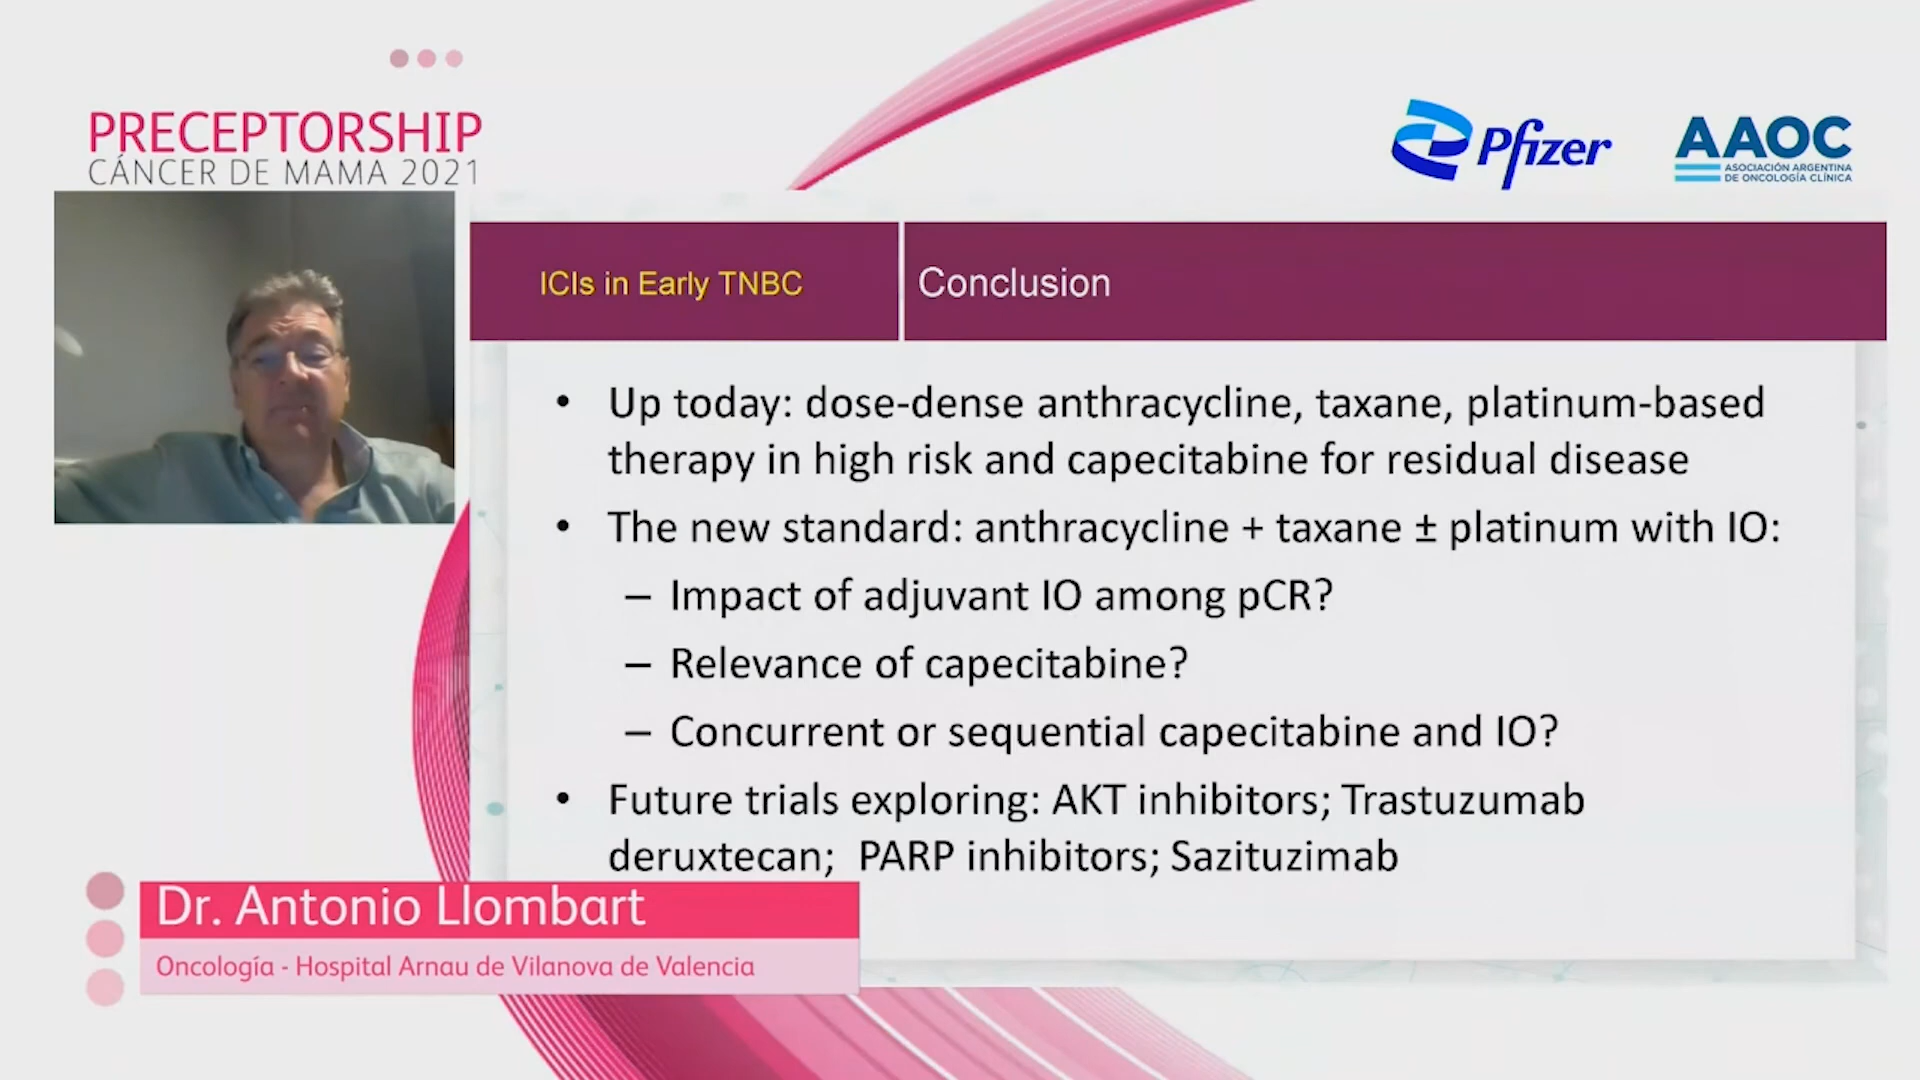 PRECEPTORSHIP
CÁNCER DE MAMA 2021
Pfizer
AAOC
ASOCIACIÓN ARGENTINA
DE ONCOLOGÍA CLÍNICA
ICIs in Early TNBC
Conclusion
• Up today: dose-dense anthracycline, taxane, platinum-based
therapy in high risk and capecitabine for residual disease
• The new standard: anthracycline + taxane ± platinum with IO:
– Impact of adjuvant IO among pCR?
– Relevance of capecitabine?
– Concurrent or sequential capecitabine and IO?
• Future trials exploring: AKT inhibitors; Trastuzumab
deruxtecan; PARP inhibitors; Sazituzimab
Dr. Antonio Llombart
Oncología - Hospital Arnau de Vilanova de Valencia